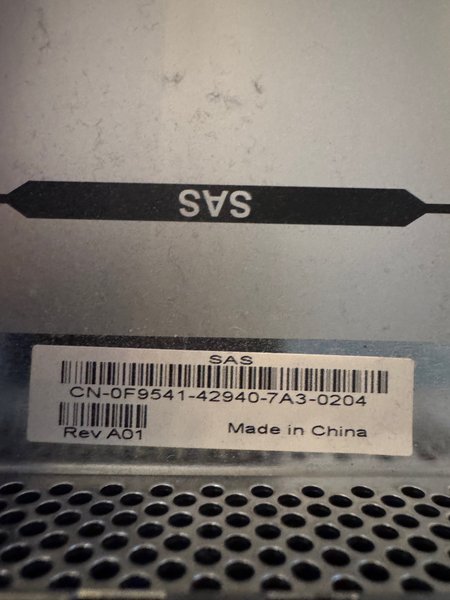 SAS
SAS
CN-0F9541-42940-7A3-0204
Rev A01
Made in China